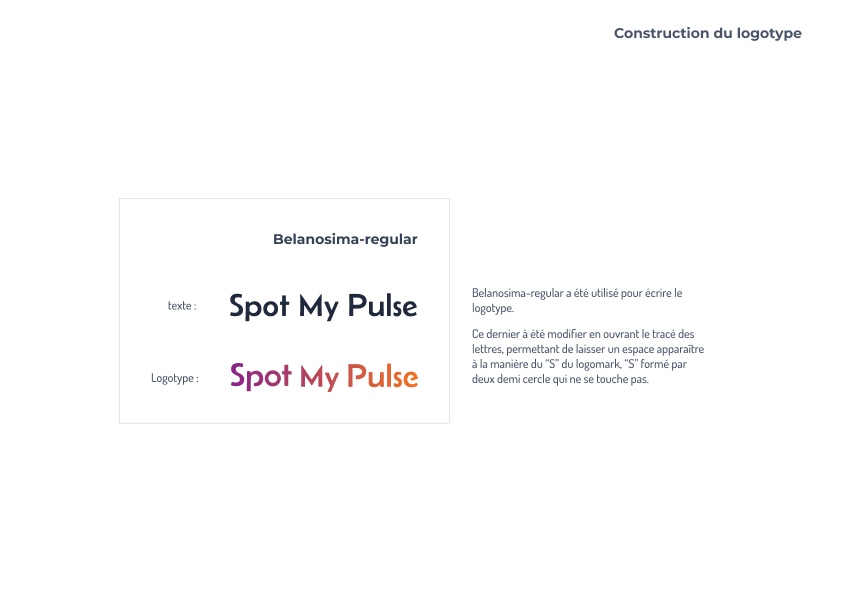 Construction du logotype
Belanosima-regular
texte :
Spot My Pulse
Logotype :
Spot My Pulse
Belanosima-regular a été utilisé pour écrire le
logotype.
Ce dernier à été modifier en ouvrant le tracé des
lettres, permettant de laisser un espace apparaître
à la manière du “S” du logomark, “S” formé par
deux demi cercle qui ne se touche pas.